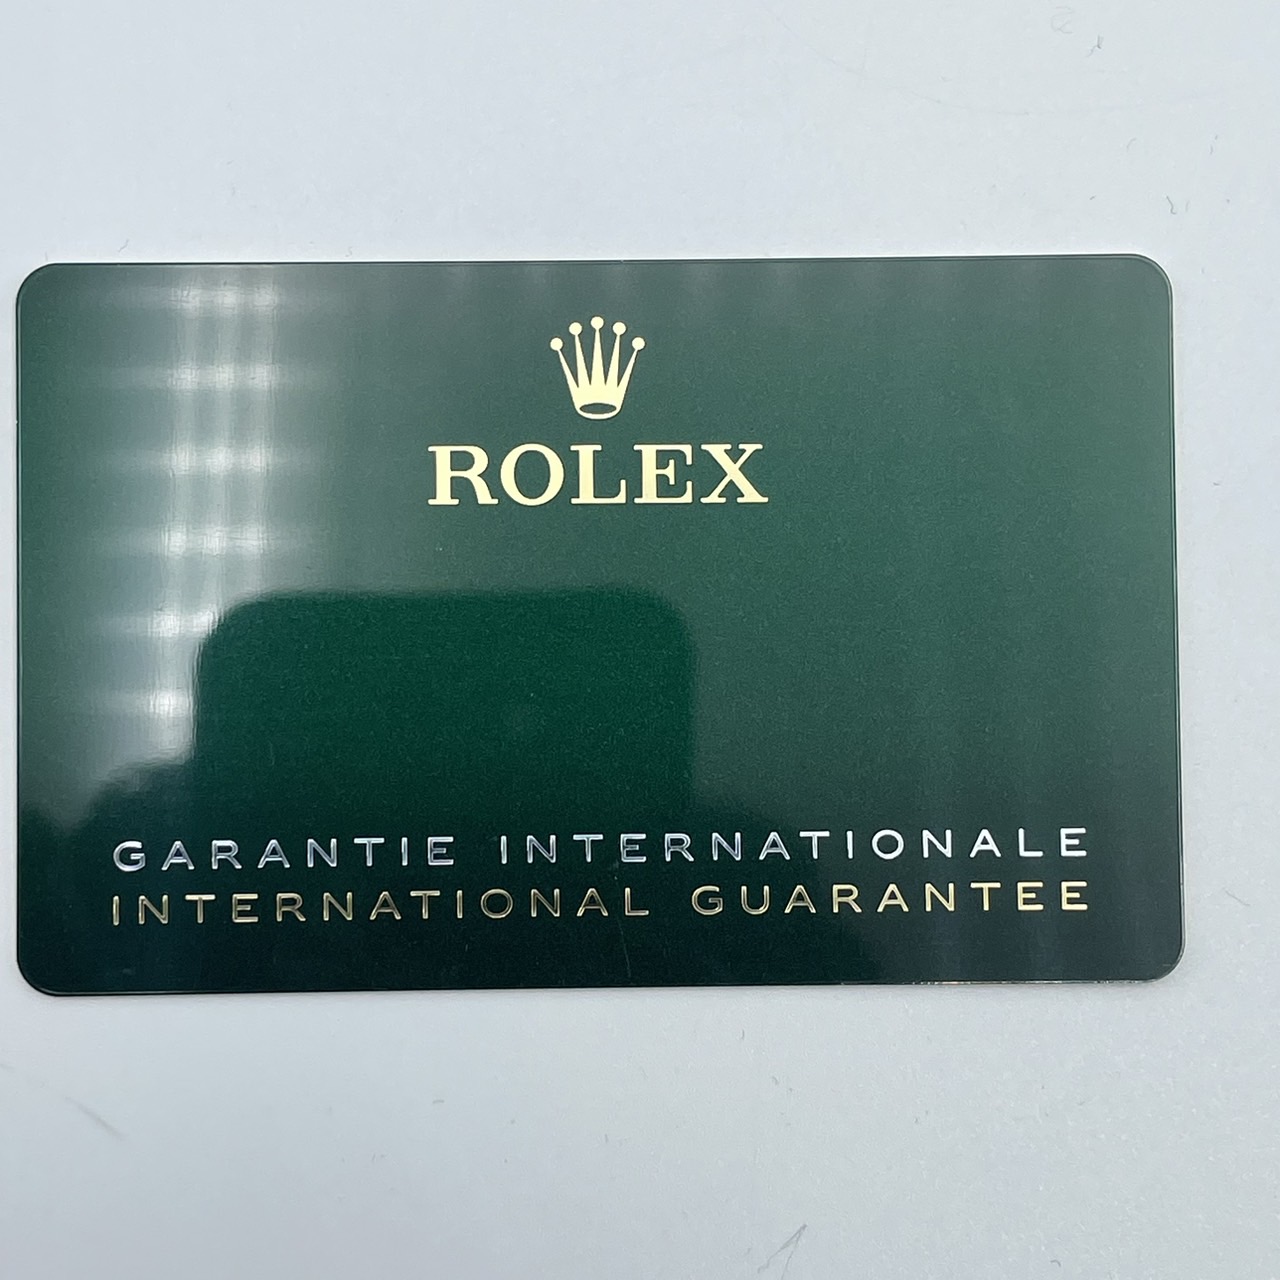 ROLEX
GARANTIE INTERNATIONALE
INTERNATIONAL GUARANTEE